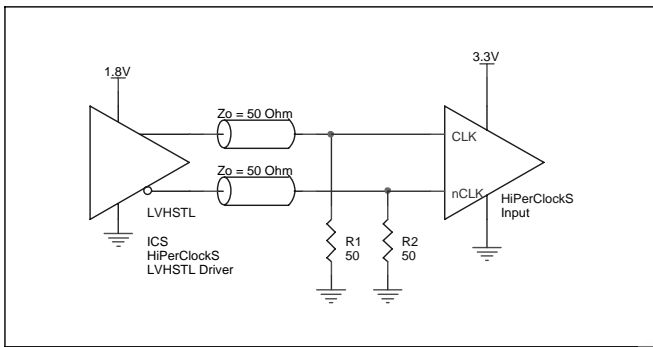 1.8V
3.3V
Zo = 50 Ohm
CLK
Zo = 50 Ohm
nCLK
HiPerClockS
Input
LVHSTL
ICS
HiPerClockS
LVHSTL Driver
R1
50
R2
50